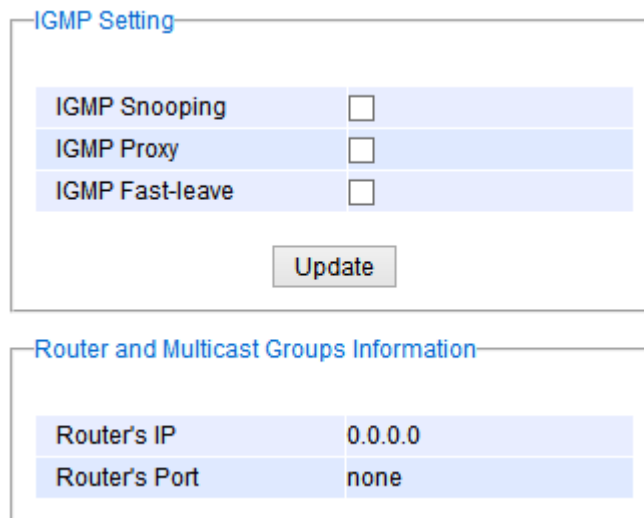 IGMP Setting
IGMP Snooping
IGMP Proxy
IGMP Fast-leave
Update
Router and Multicast Groups Information
Router's IP 0.0.0.0
Router's Port none